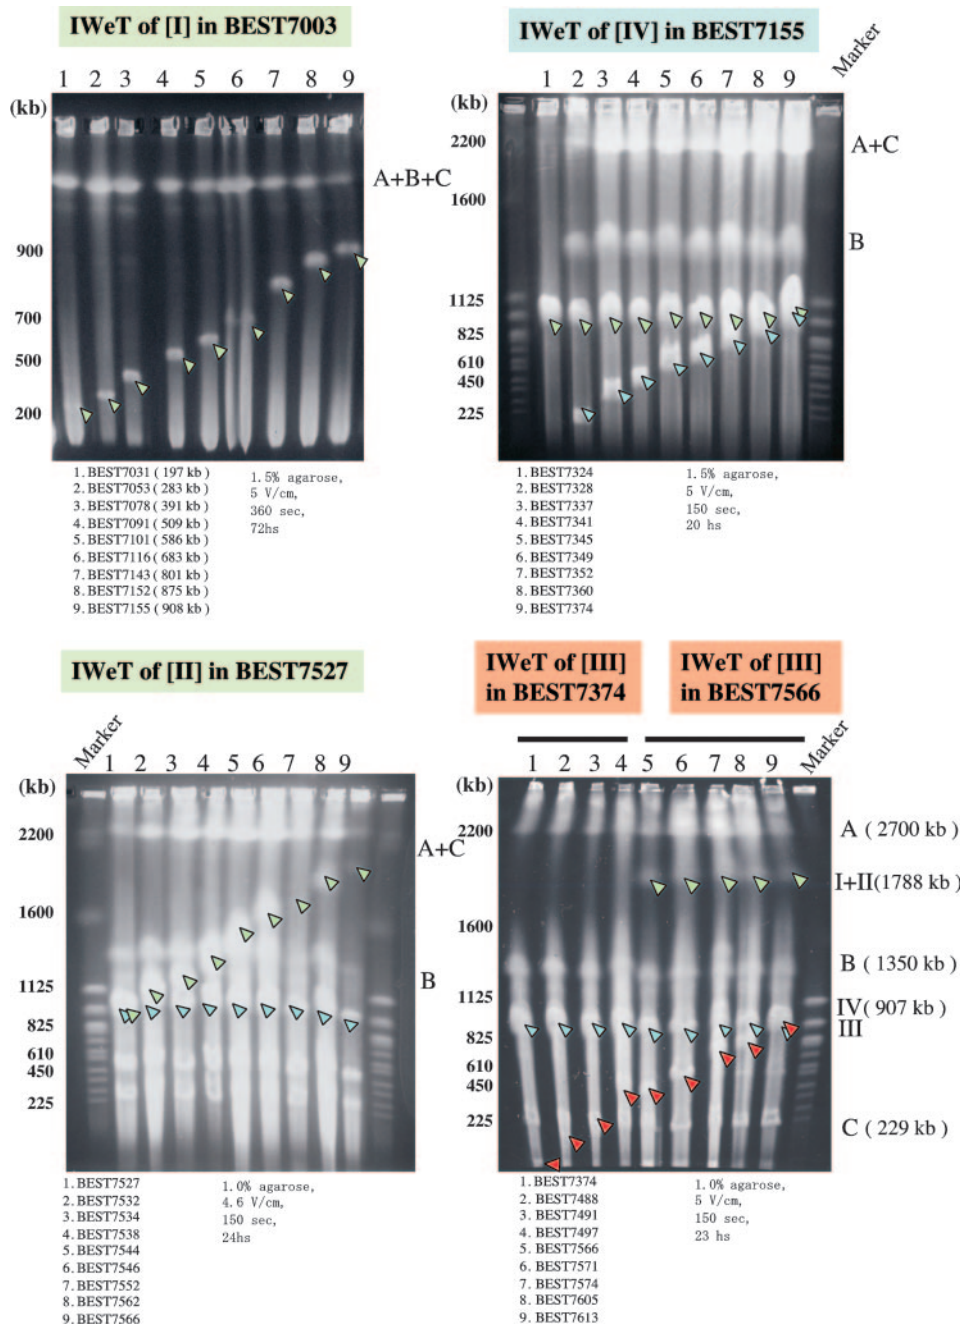 IWeT of [I] in BEST7003
1 2 3 4 5 6 7 8 9
(kb)
A+B+C
900
700
500
200
1. BEST7031 ( 197 kb )
2. BEST7053 ( 283 kb )
3. BEST7078 ( 391 kb )
4. BEST7091 ( 509 kb )
5. BEST7101 ( 586 kb )
6. BEST7116 ( 683 kb )
7. BEST7143 ( 801 kb )
8. BEST7152 ( 875 kb )
9. BEST7155 ( 908 kb )
1.5% agarose,
5 V/cm,
360 sec,
72hs
IWeT of [IV] in BEST7155
1 2 3 4 5 6 7 8 9 Marker
(kb)
2200
A+C
1600
B
1125
825
610
450
225
1. BEST7324
2. BEST7328
3. BEST7337
4. BEST7341
5. BEST7345
6. BEST7349
7. BEST7352
8. BEST7360
9. BEST7374
1.5% agarose,
5 V/cm,
150 sec,
20 hs
IWeT of [II] in BEST7527
Marker 1 2 3 4 5 6 7 8 9
(kb)
2200
A+C
1600
1125
B
825
610
450
225
1. BEST7527
2. BEST7532
3. BEST7534
4. BEST7538
5. BEST7544
6. BEST7546
7. BEST7552
8. BEST7562
9. BEST7566
1.0% agarose,
4.6 V/cm,
150 sec,
24hs
IWeT of [III]
in BEST7374
IWeT of [III]
in BEST7566
1 2 3 4 5 6 7 8 9 Marker
(kb)
2200
A ( 2700 kb)
I+II(1788 kb)
1600
B ( 1350 kb)
1125
IV( 907 kb)
III
825
610
450
225
C ( 229 kb)
1. BEST7374
2. BEST7488
3. BEST7491
4. BEST7497
5. BEST7566
6. BEST7571
7. BEST7574
8. BEST7605
9. BEST7613
1.0% agarose,
5 V/cm,
150 sec,
23 hs